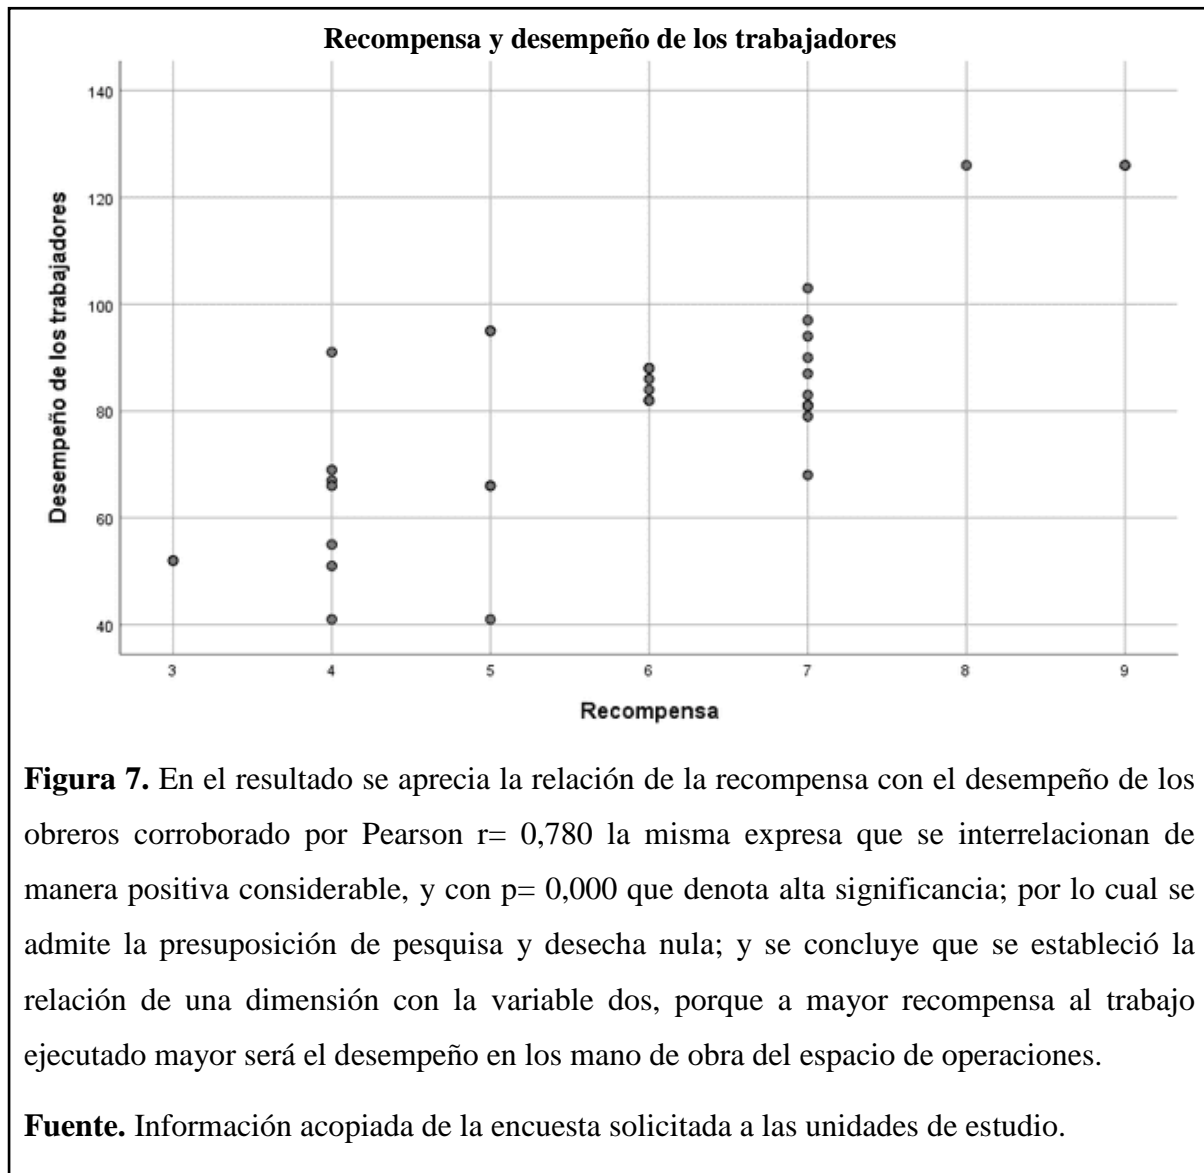 Recompensa y desempeño de los trabajadores
140
120
100
80
60
40
Desempeño de los trabajadores
3 4 5 6 7 8 9
Recompensa
Figura 7. En el resultado se aprecia la relación de la recompensa con el desempeño de los
obreros corroborado por Pearson r= 0,780 la misma expresa que se interrelacionan de
manera positiva considerable, y con p= 0,000 que denota alta significancia; por lo cual se
admite la presuposición de pesquisa y desecha nula; y se concluye que se estableció la
relación de una dimensión con la variable dos, porque a mayor recompensa al trabajo
ejecutado mayor será el desempeño en los mano de obra del espacio de operaciones.
Fuente. Información acopiada de la encuesta solicitada a las unidades de estudio.